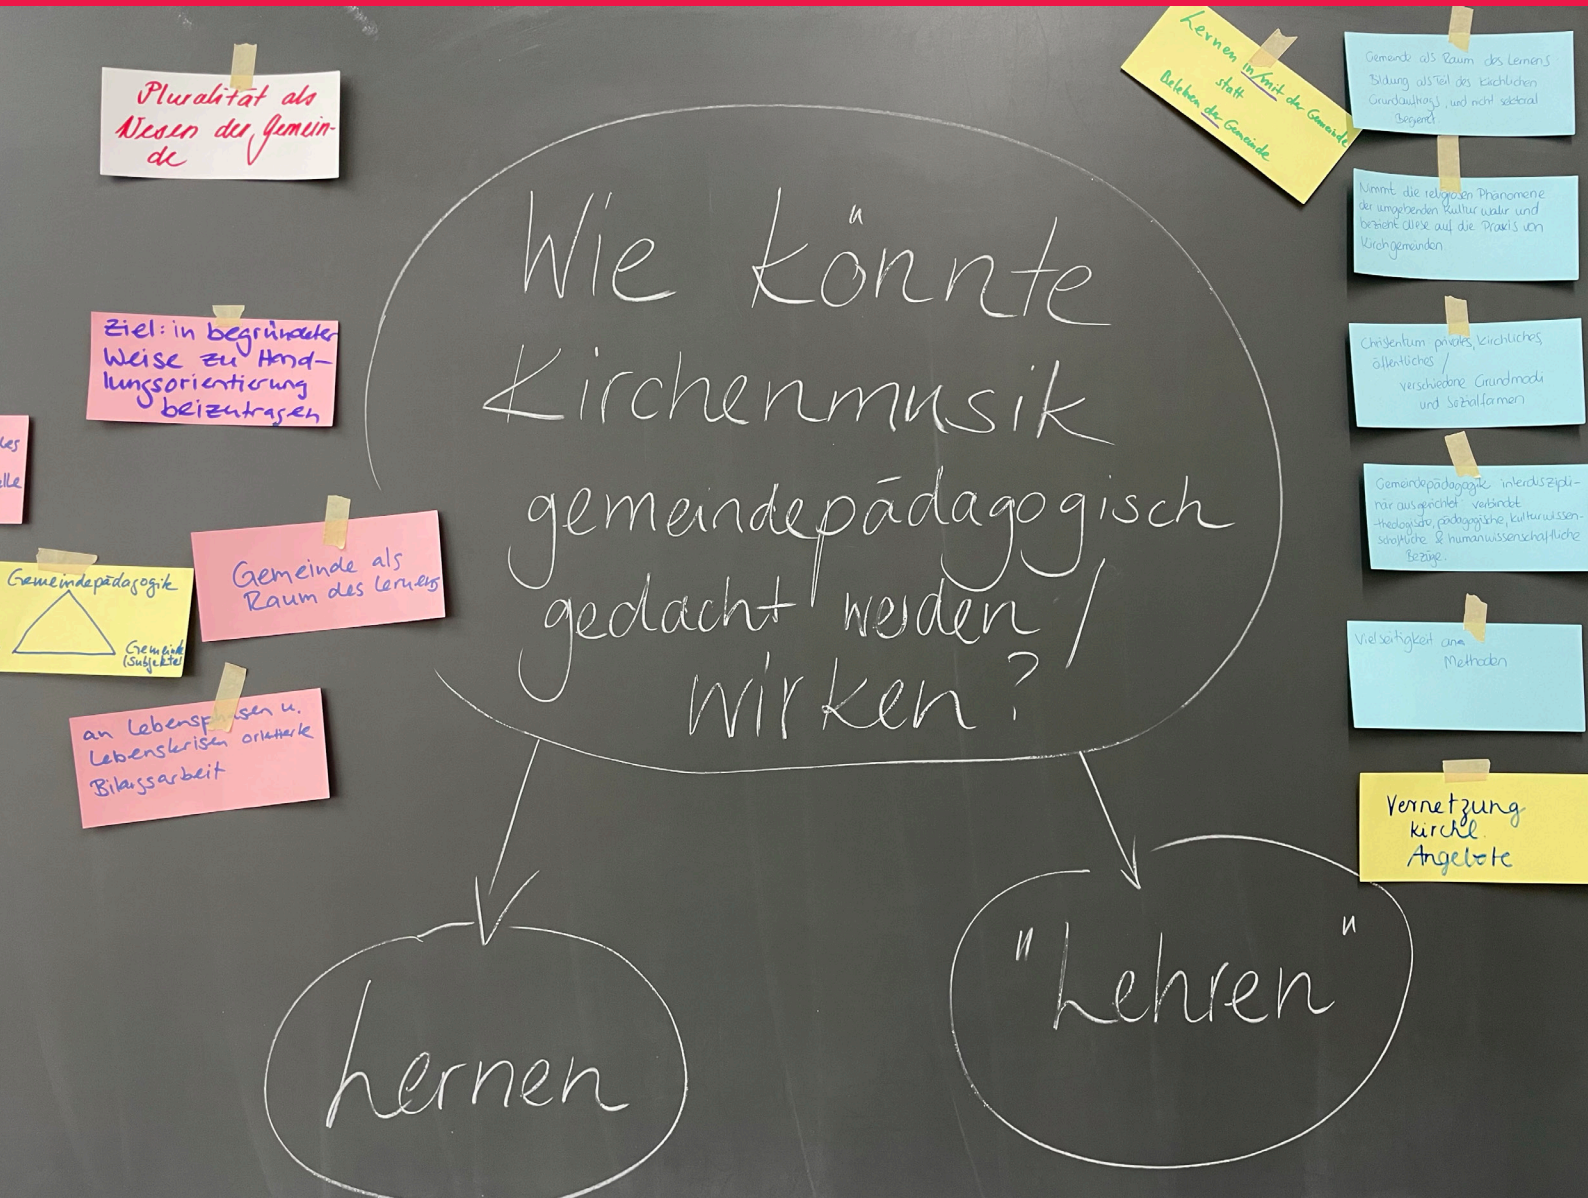 Pluralität als
Wesen der Gemein-
de
Ziel: in begründeter
Weise zu Hand-
lungsorientierung
beizutragen
Gemeindepädagogik
Gemeinde
(Subjekte)
Gemeinde als
Raum des Lernens
an Lebensphasen u.
Lebenskrisen orientierte
Bildungsarbeit
Wie könnte
Kirchenmusik
gemeindepädagogisch
gedacht werden /
wirken?
Lernen
"Lehren"
Lernen in/mit der Gemeinde
statt
Belehren der Gemeinde
Gemeinde als Raum des Lernens
Bildung als Teil des kirchlichen
Grundauftrags, und nicht sektoral
Nimmt die religiösen Phänomene
der umgebenden Kultur wahr und
bezieht diese auf die Praxis von
Kirchgemeinden.
Christentum privates, kirchliches,
öffentliches /
verschiedene Grundmodi
und Sozialformen
Gemeindepädagogik interdiszipli-
när ausgerichtet verbindet
theologische, pädagogische, kulturwissen-
schaftliche & humanwissenschaftliche
Bezüge.
Vielseitigkeit
Methoden
Vernetzung
kirchl.
Angebote